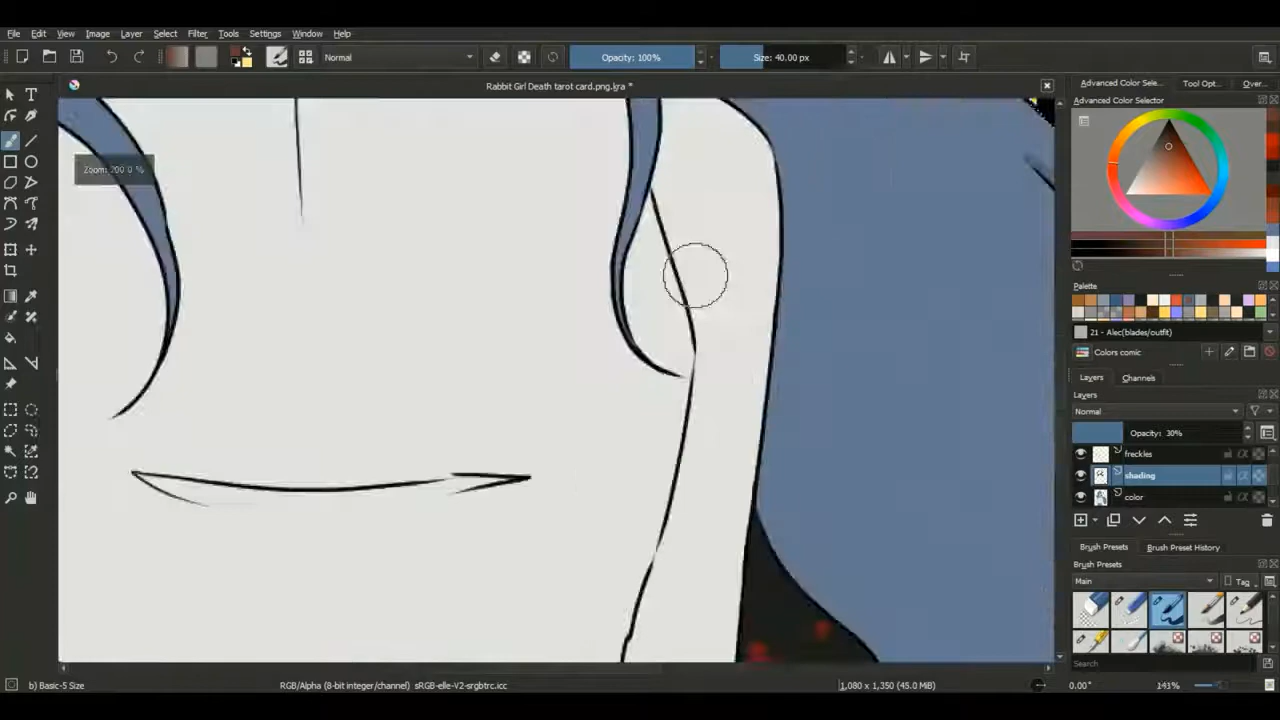 File Edit View Image Layer Select Filter Tools Settings Window Help
Normal Opacity: 100% Size: 40.00 px
Rabbit Girl Death tarot card.png.kra *
Advanced Color Sele... Tool Opt... Over...
Advanced Color Selector
Zoom: 200.0 %
Palette
21 - Alec(blades/outfit)
Colors comic
Layers Channels
Layers
Normal
Opacity: 30%
freckles
shading
color
Brush Presets Brush Preset History
Brush Presets
Main Tag
Search
b) Basic-5 Size RGB/Alpha (8-bit integer/channel) sRGB-elle-V2-srgbtrc.icc 1,080 x 1,350 (45.0 MiB) 0.00° 141%